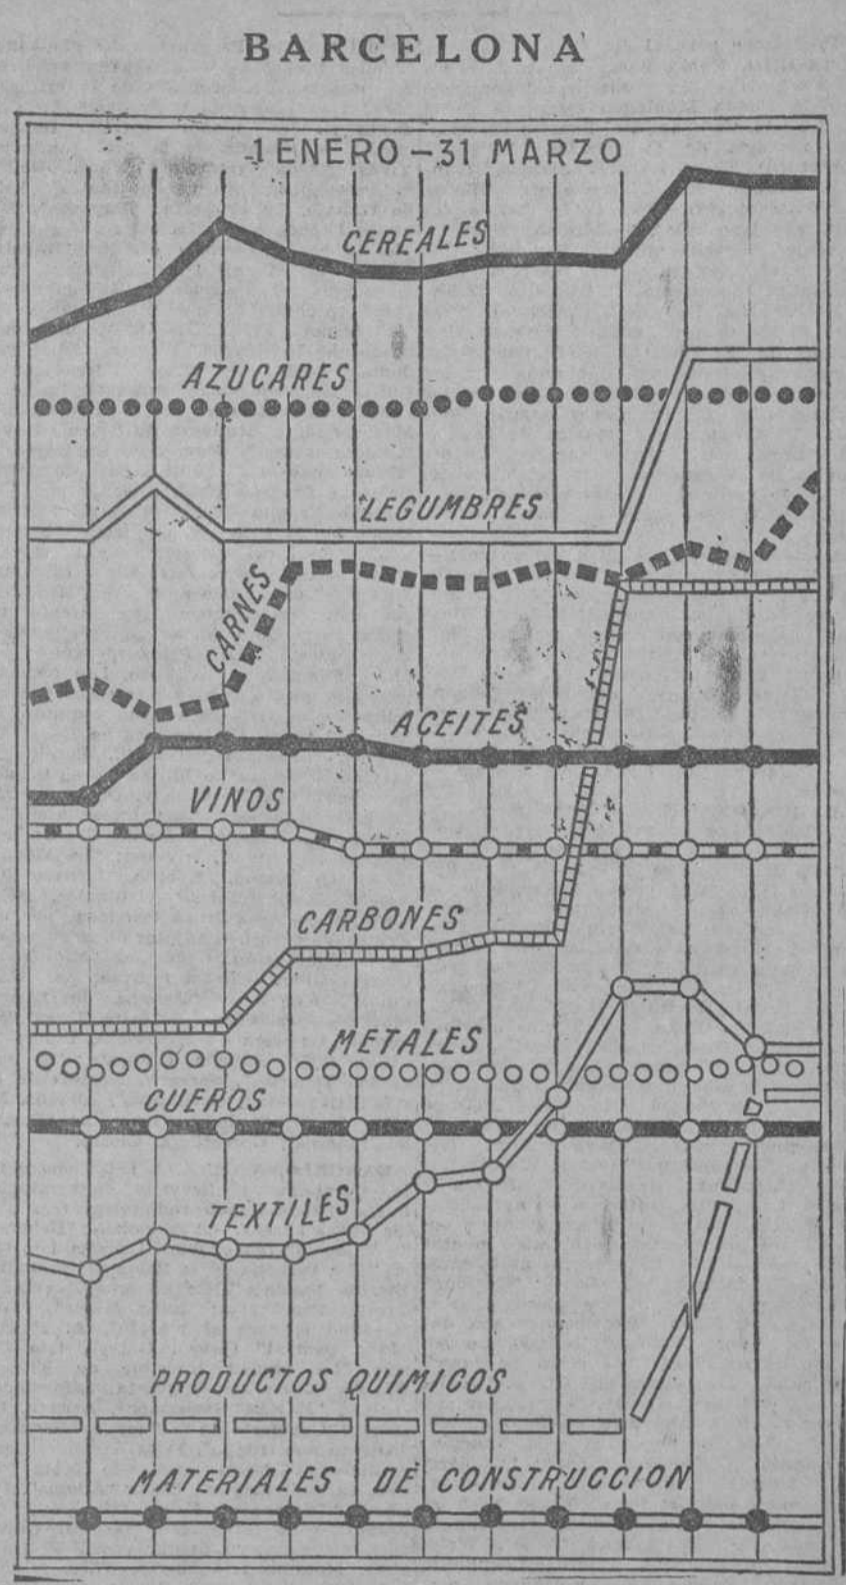 BARCELONA
1 ENERO – 31 MARZO
CEREALES
AZUCARES
LEGUMBRES
CARNES
ACEITES
VINOS
CARBONES
METALES
CUEROS
TEXTILES
PRODUCTOS QUIMICOS
MATERIALES DE CONSTRUCCION